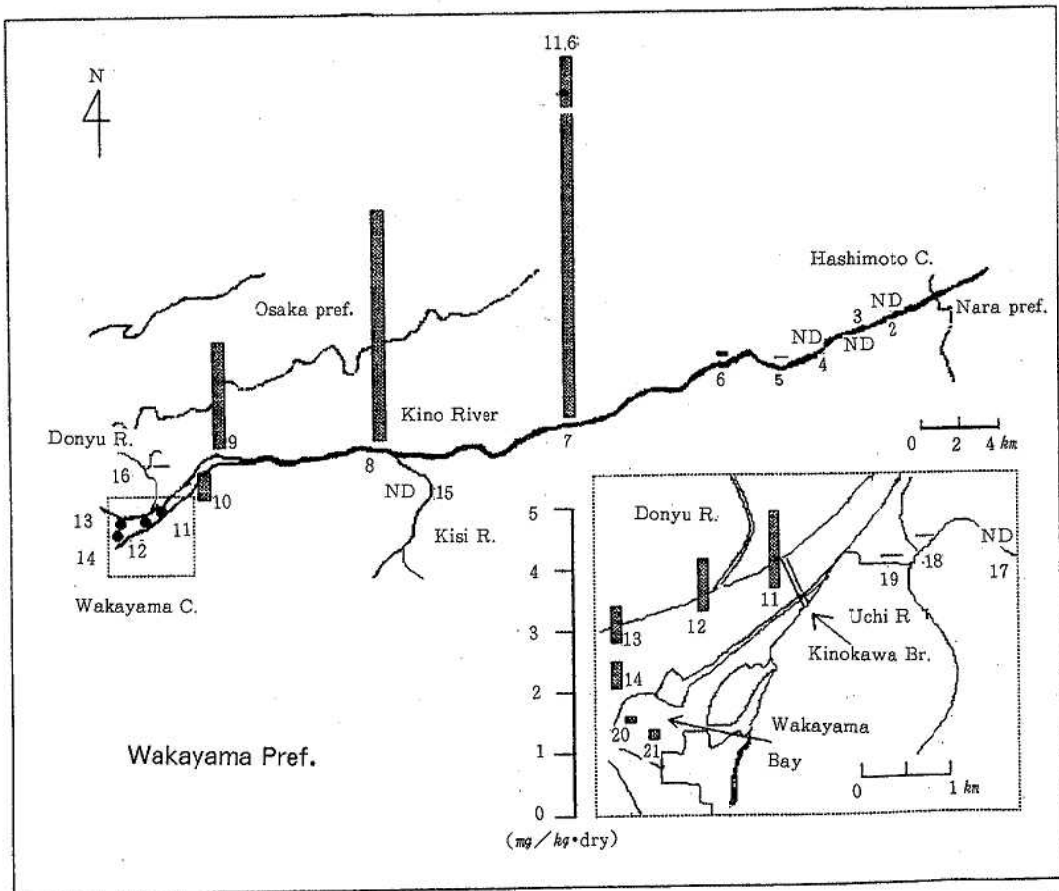 11.6
N
Hashimoto C.
ND
3
2
Nara pref.
Osaka pref.
ND
ND
4
5
6
Kino River
7
0 2 4 km
Donyu R.
9
8
16
10
ND
15
13
11
12
14
Kisi R.
Wakayama C.
5
4
3
2
1
0
(mg/kg•dry)
Donyu R.
ND
18
17
19
11
12
Uchi R
13
Kinokawa Br.
14
Wakayama
Bay
20
21
0 1 km
Wakayama Pref.